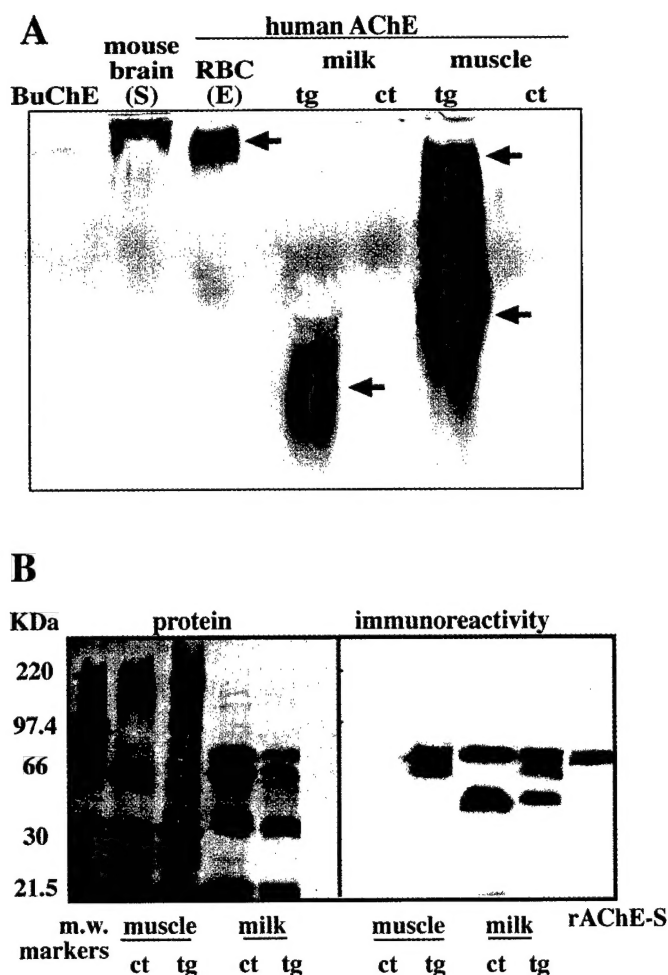 A
human AChE
mouse brain (S)
RBC (E)
milk
muscle
BuChE
tg
ct
tg
ct
B
KDa
protein
immunoreactivity
220
97.4
66
30
21.5
m.w. markers
muscle
milk
muscle
milk
rAChE-S
ct
tg
ct
tg
ct
tg
ct
tg